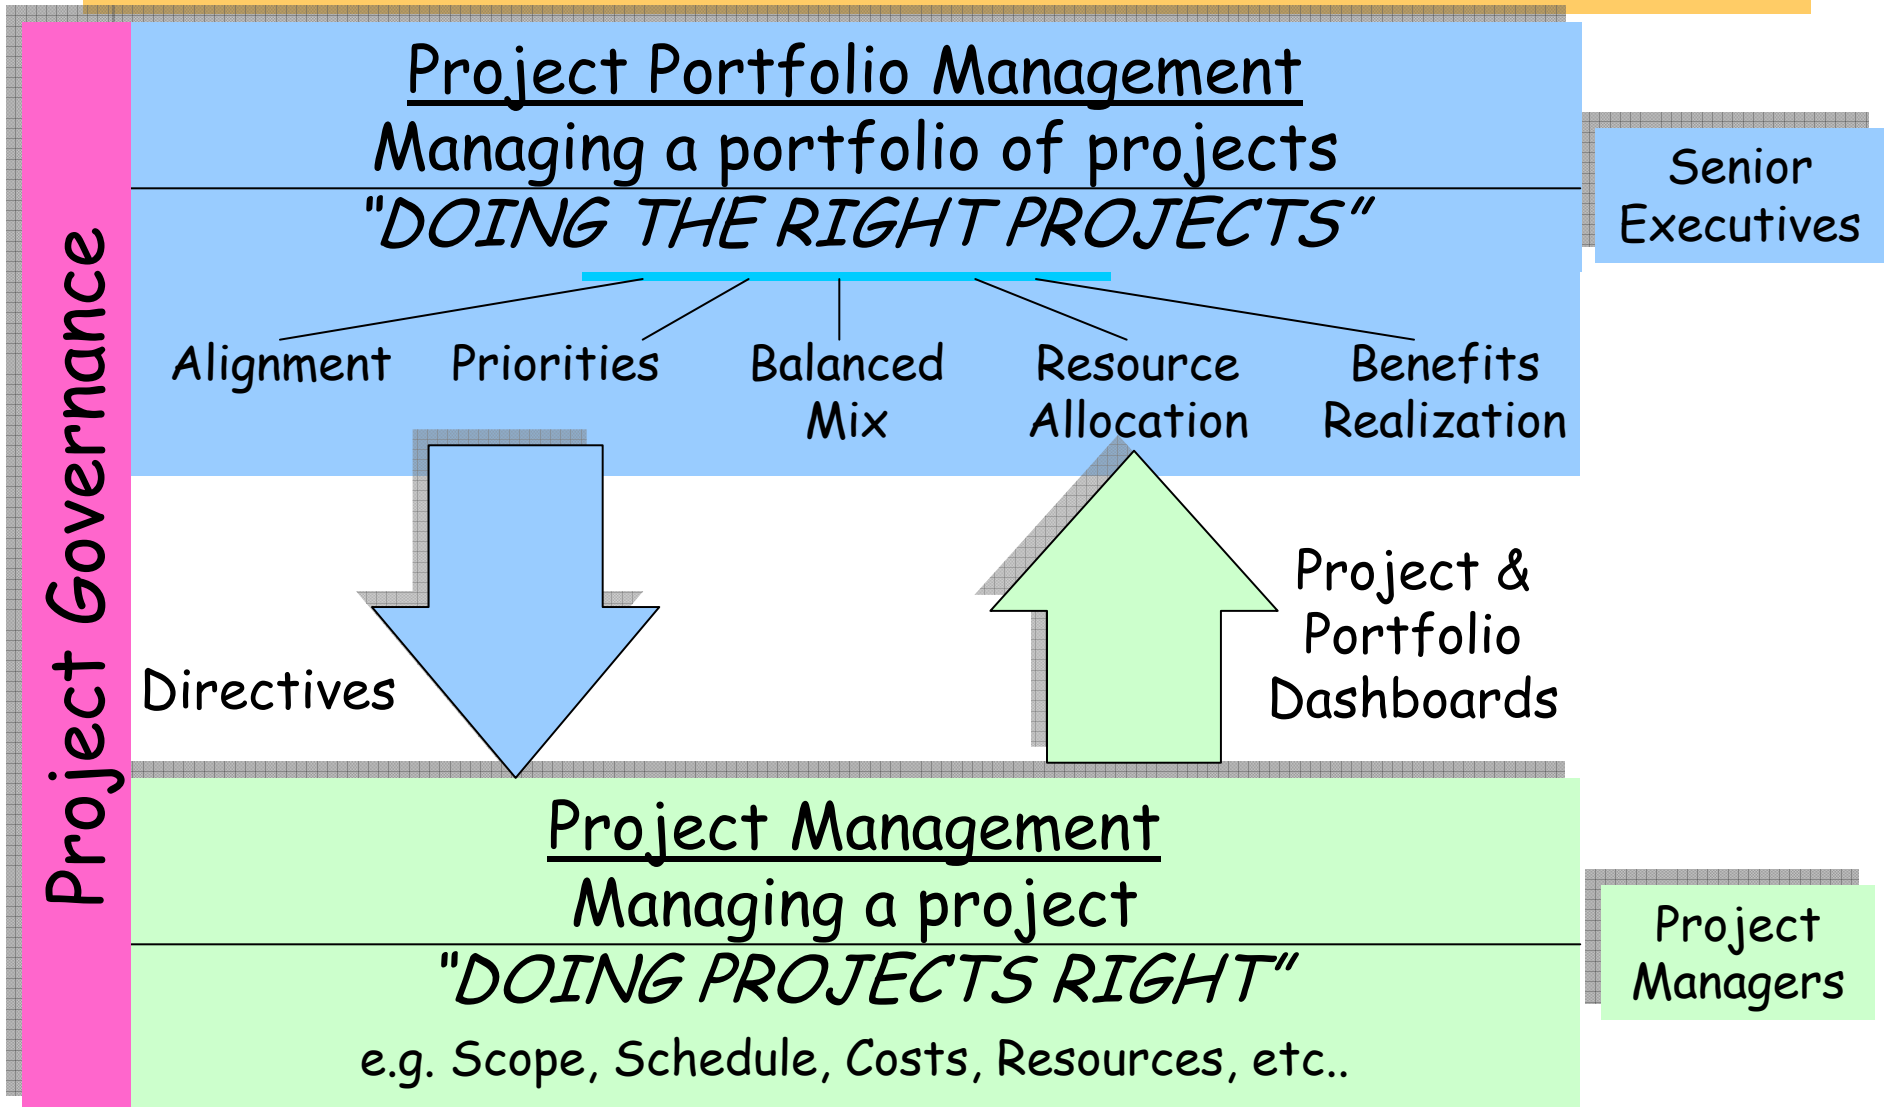 Project Governance
Project Portfolio Management
Managing a portfolio of projects
"DOING THE RIGHT PROJECTS"
Senior
Executives
Alignment
Priorities
Balanced
Mix
Resource
Allocation
Benefits
Realization
Directives
Project &
Portfolio
Dashboards
Project Management
Managing a project
"DOING PROJECTS RIGHT"
e.g. Scope, Schedule, Costs, Resources, etc..
Project
Managers